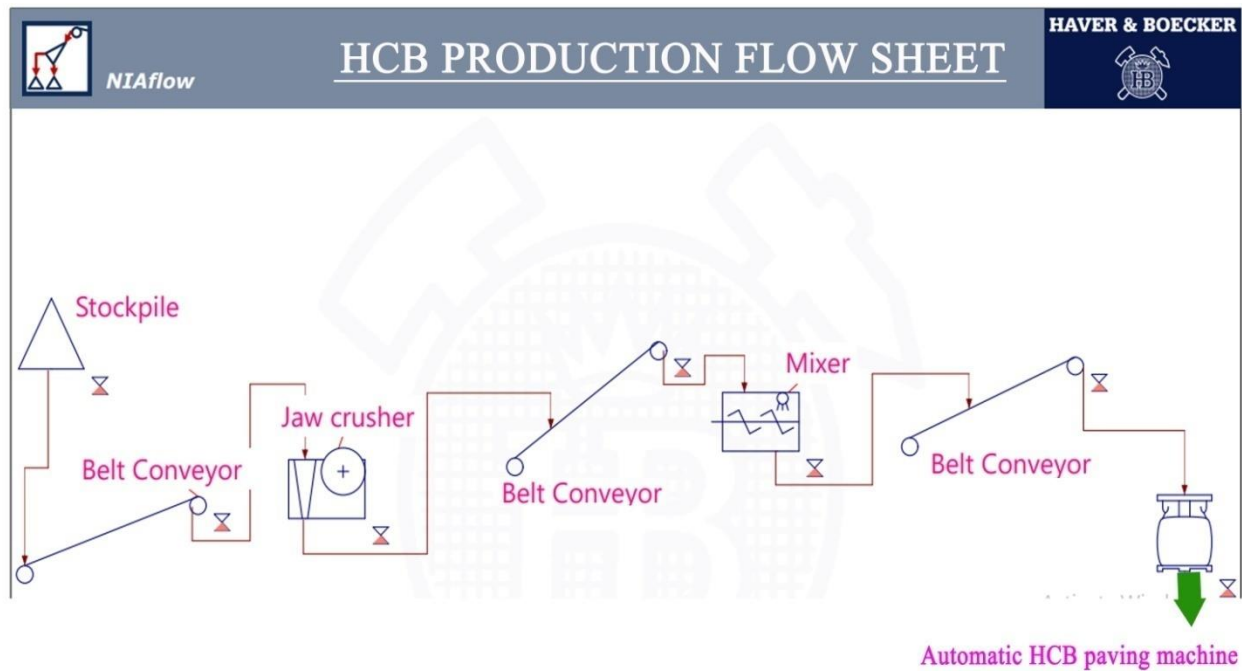 NIAflow
HCB PRODUCTION FLOW SHEET
HAVER & BOECKER
HB
Stockpile
Mixer
Jaw crusher
Belt Conveyor
Belt Conveyor
Belt Conveyor
Automatic HCB paving machine